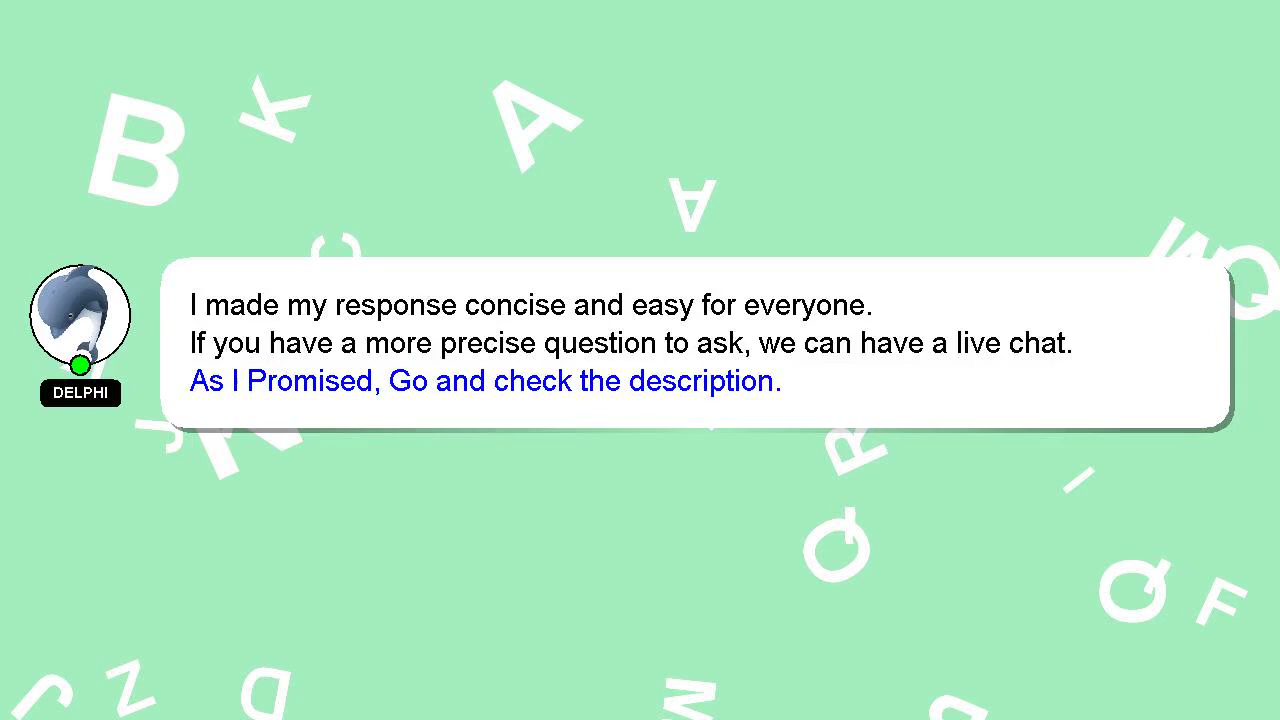 B
K
A
A
C
M
Q
I made my response concise and easy for everyone.
If you have a more precise question to ask, we can have a live chat.
As I Promised, Go and check the description.
DELPHI
J
R
I
Q
Q
F
J
Z
D
M